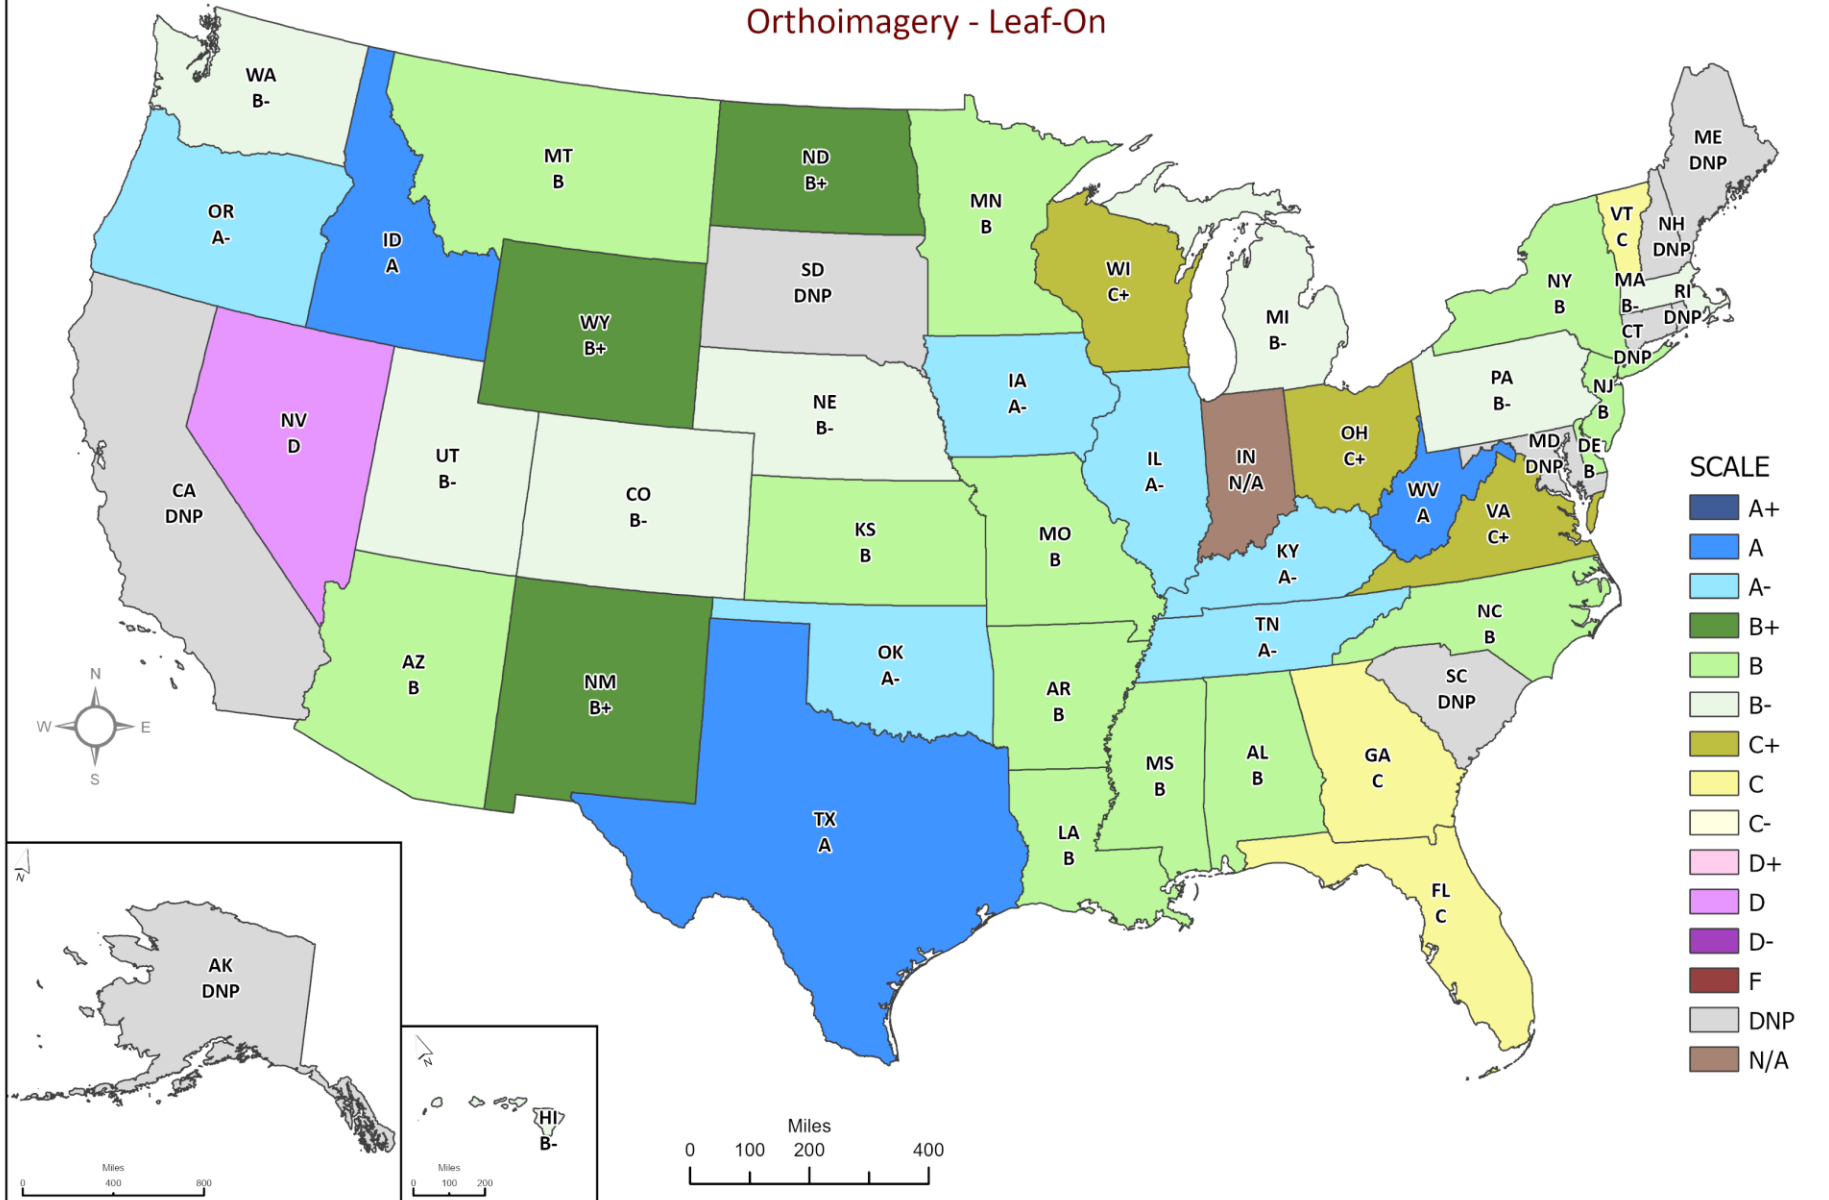 Orthoimagery - Leaf-On
WA
B-
OR
A-
ID
A
MT
B
ND
B+
MN
B
SD
DNP
WY
B+
WI
C+
MI
B-
ME
DNP
VT
C
NH
DNP
NY
B
MA
B-
RI
DNP
CT
DNP
PA
B-
NJ
B
MD
DNP
DE
B
CA
DNP
NV
D
UT
B-
CO
B-
NE
B-
IA
A-
IL
A-
IN
N/A
OH
C+
WV
A
VA
C+
KS
B
MO
B
KY
A-
TN
A-
NC
B
SC
DNP
AZ
B
NM
B+
OK
A-
AR
B
TX
A
LA
B
MS
B
AL
B
GA
C
FL
C
AK
DNP
HI
B-
N
W E
S
N
N
SCALE
A+
A
A-
B+
B
B-
C+
C
C-
D+
D
D-
F
DNP
N/A
Miles
0 100 200 400
Miles
0 400 800
Miles
0 100 200